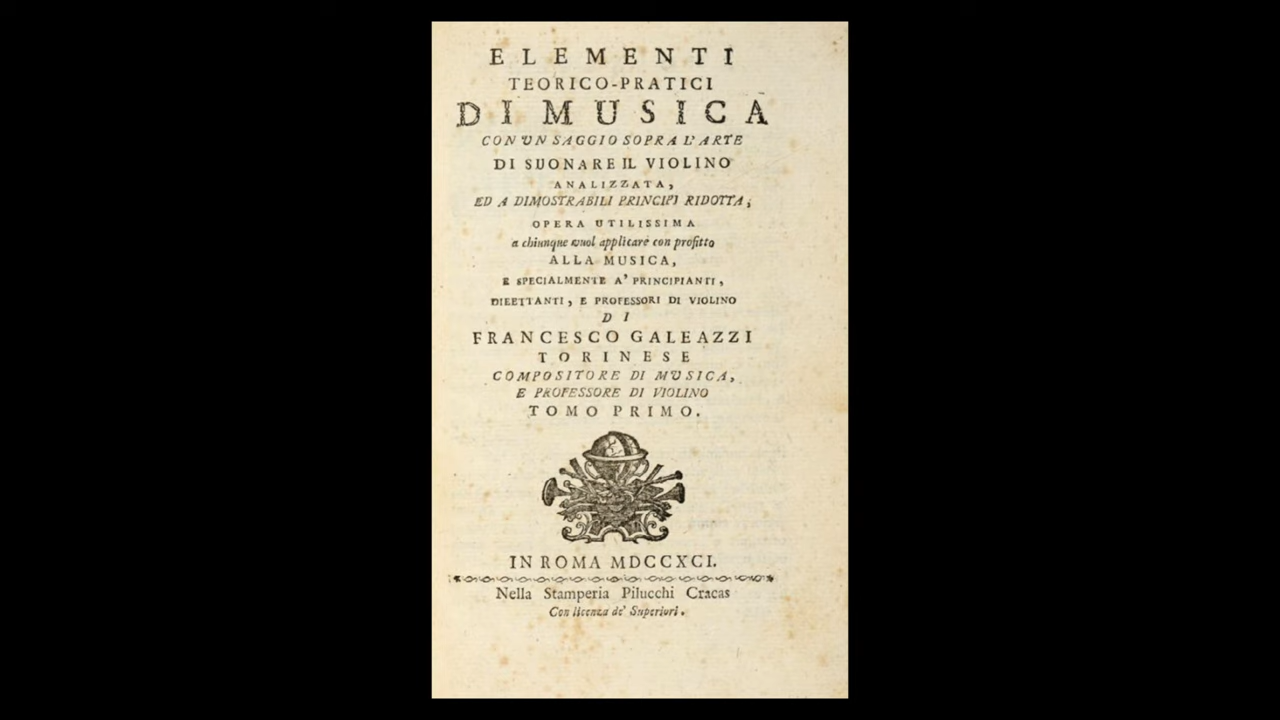 ELEMENTI
TEORICO-PRATICI
DI MUSICA
CON UN SAGGIO SOPRA L'ARTE
DI SUONARE IL VIOLINO
ANALIZZATA,
ED A DIMOSTRABILI PRINCIPJ RIDOTTA,
OPERA UTILISSIMA
a chiunque vuol applicare con profitto
ALLA MUSICA,
E SPECIALMENTE A' PRINCIPIANTI,
DILETTANTI, E PROFESSORI DI VIOLINO
DI
FRANCESCO GALEAZZI
TORINESE
COMPOSITORE DI MUSICA,
E PROFESSORE DI VIOLINO
TOMO PRIMO.
IN ROMA MDCCXCI.
Nella Stamperia Pilucchi Cracas
Con licenza de' Superiori.